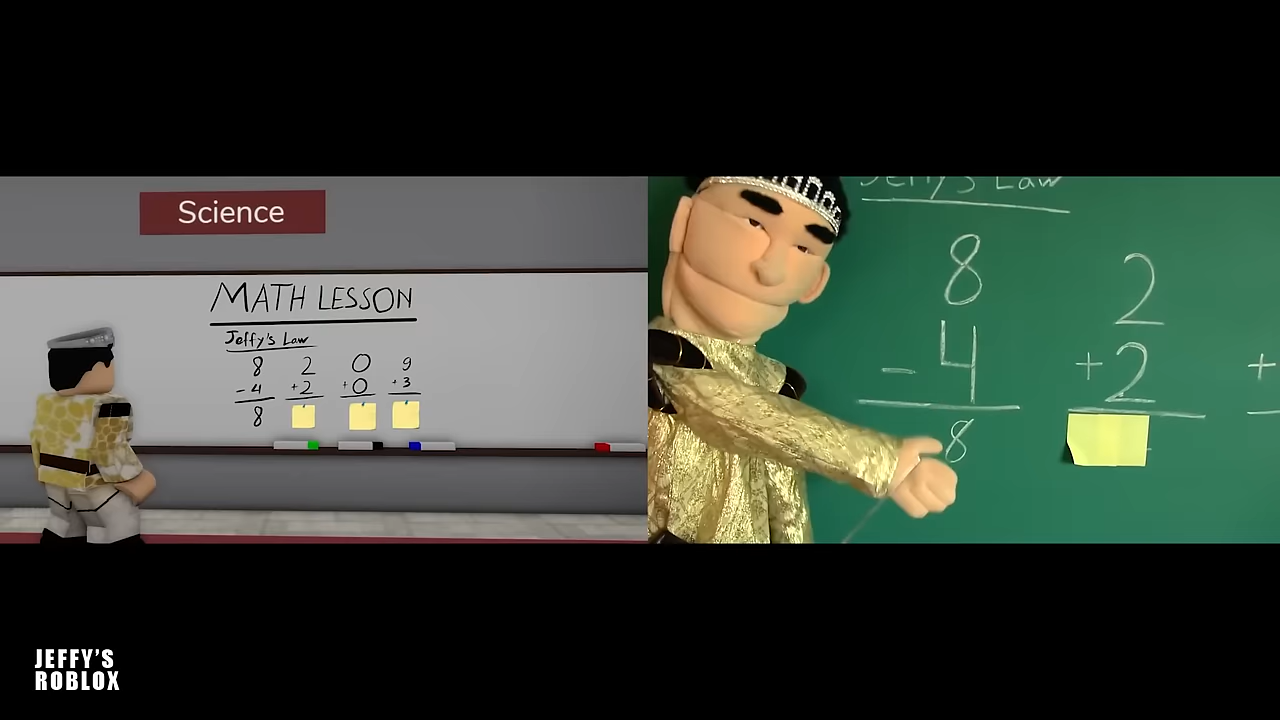 Science
MATH LESSON
Jeffy's Law
8 2 0 9
-4 +2 +0 +3
8
Jeffy's Law
8 2
-4 +2 +
8
JEFFY'S
ROBLOX